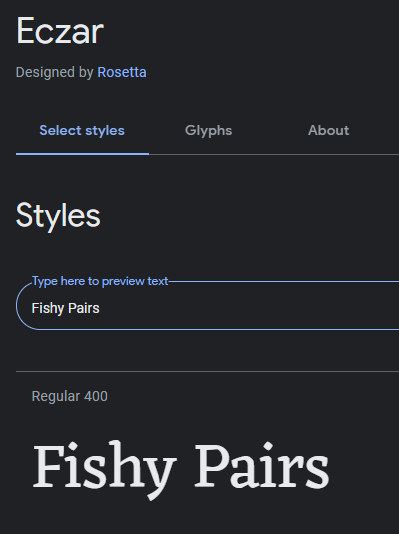 Eczar
Designed by Rosetta
Select styles Glyphs About
Styles
Type here to preview text
Fishy Pairs
Regular 400
Fishy Pairs